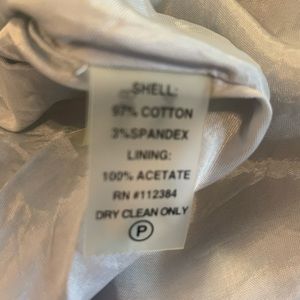 SHELL:
97% COTTON
3%SPANDEX
LINING:
100% ACETATE
RN #112384
DRY CLEAN ONLY
P